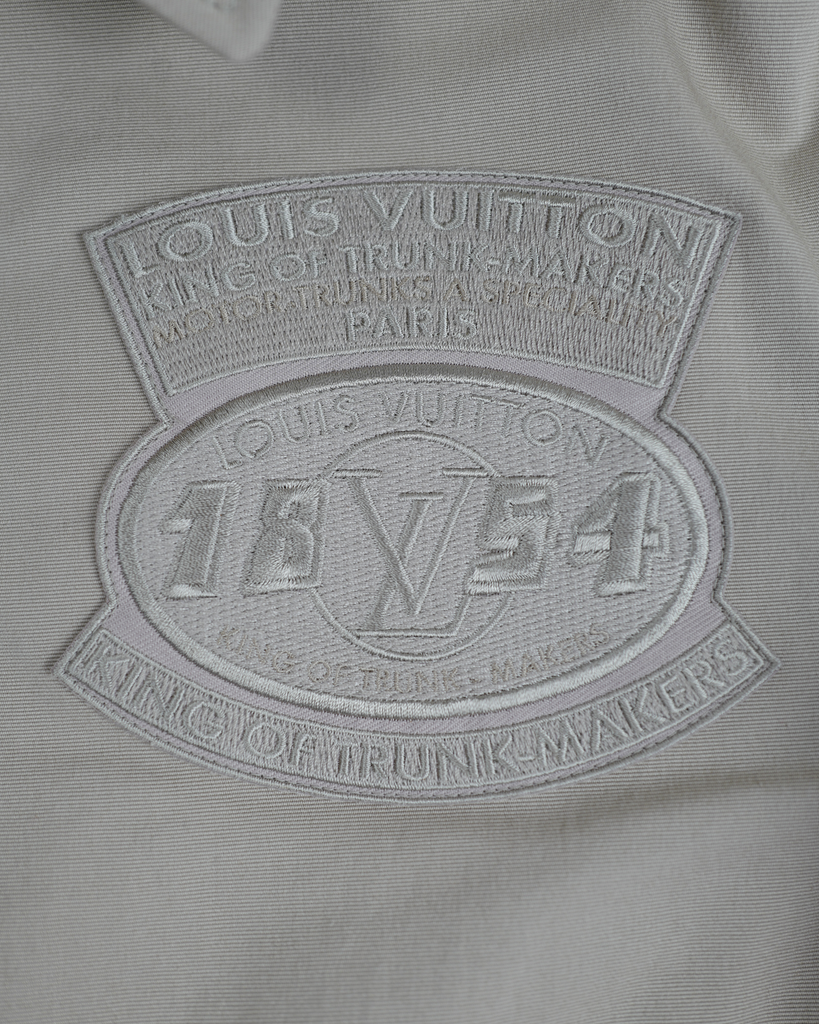 LOUIS VUITTON
KING OF TRUNK-MAKERS
MOTOR-TRUNKS A SPECIALITY
PARIS
LOUIS VUITTON
18 LV 54
KING OF TRUNK - MAKERS
KING OF TRUNK-MAKERS